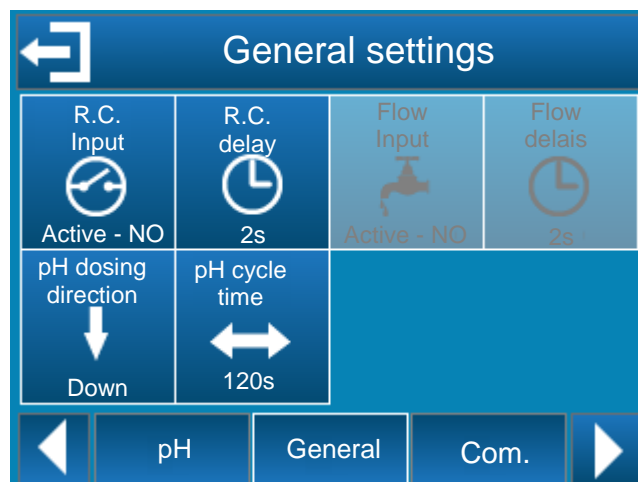 General settings
R.C.
Input
Active - NO
R.C.
delay
2s
Flow
Input
Active - NO
Flow
delais
2s
pH dosing
direction
Down
pH cycle
time
120s
pH
General
Com.